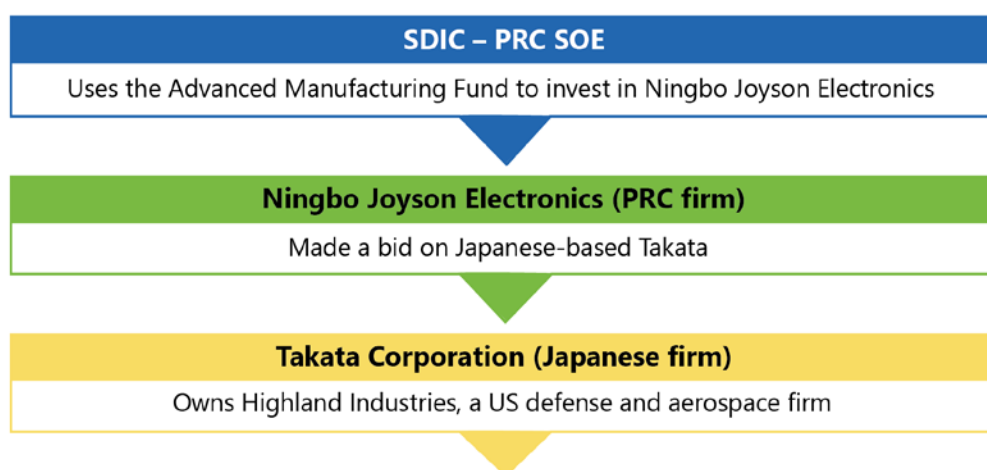 SDIC – PRC SOE
Uses the Advanced Manufacturing Fund to invest in Ningbo Joyson Electronics
Ningbo Joyson Electronics (PRC firm)
Made a bid on Japanese-based Takata
Takata Corporation (Japanese firm)
Owns Highland Industries, a US defense and aerospace firm